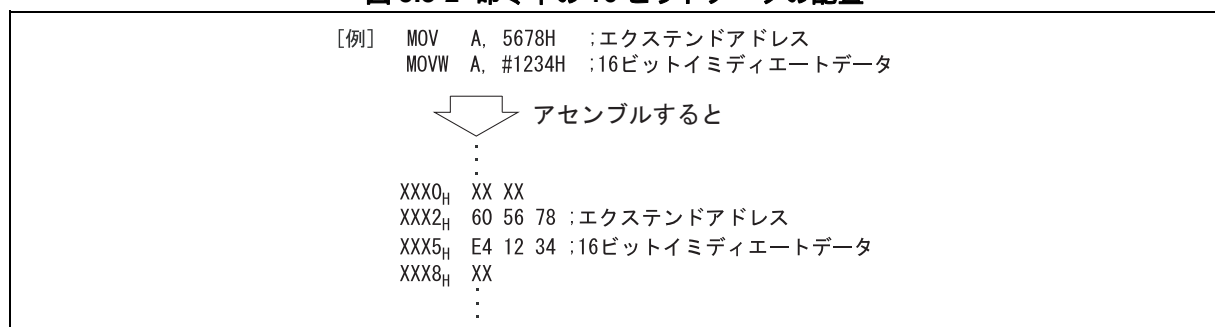 [例] MOV A, 5678H ;エクステンドアドレス
MOVW A, #1234H ;16ビットイミディエートデータ
アセンブルすると
XXX0H XX XX
XXX2H 60 56 78 ;エクステンドアドレス
XXX5H E4 12 34 ;16ビットイミディエートデータ
XXX8H XX